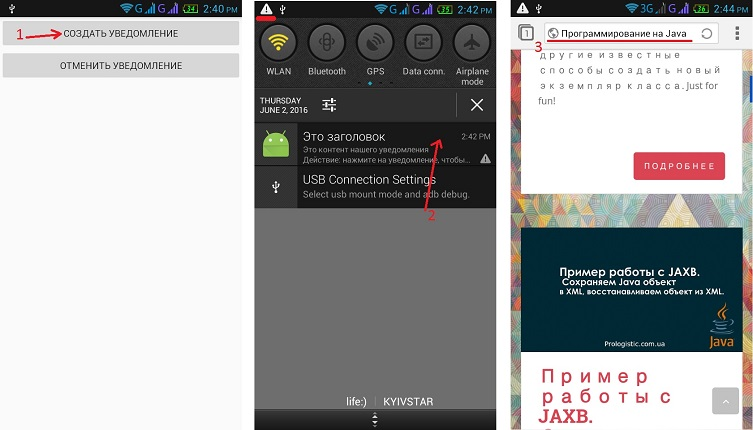 G G 34 2:40 PM
1 СОЗДАТЬ УВЕДОМЛЕНИЕ
ОТМЕНИТЬ УВЕДОМЛЕНИЕ
G G 35 2:42 PM
WLAN Bluetooth GPS Data conn. Airplane mode
THURSDAY
JUNE 2, 2016
Это заголовок 2:42 PM
Это контент нашего уведомления
Действие: нажмите на уведомление, чтобы..
USB Connection Settings
Select usb mount mode and adb debug.
2
life:) KYIVSTAR
3G G 36 2:44 PM
1 Программирование на Java
3
другие известные
способы создать новый
экземпляр класса. Just for
fun!
ПОДРОБНЕЕ
Пример работы с JAXB.
Сохраняем Java объект
в XML, восстанавливаем объект из XML.
Java
Prologistic.com.ua
Пример
работы с
JAXB.